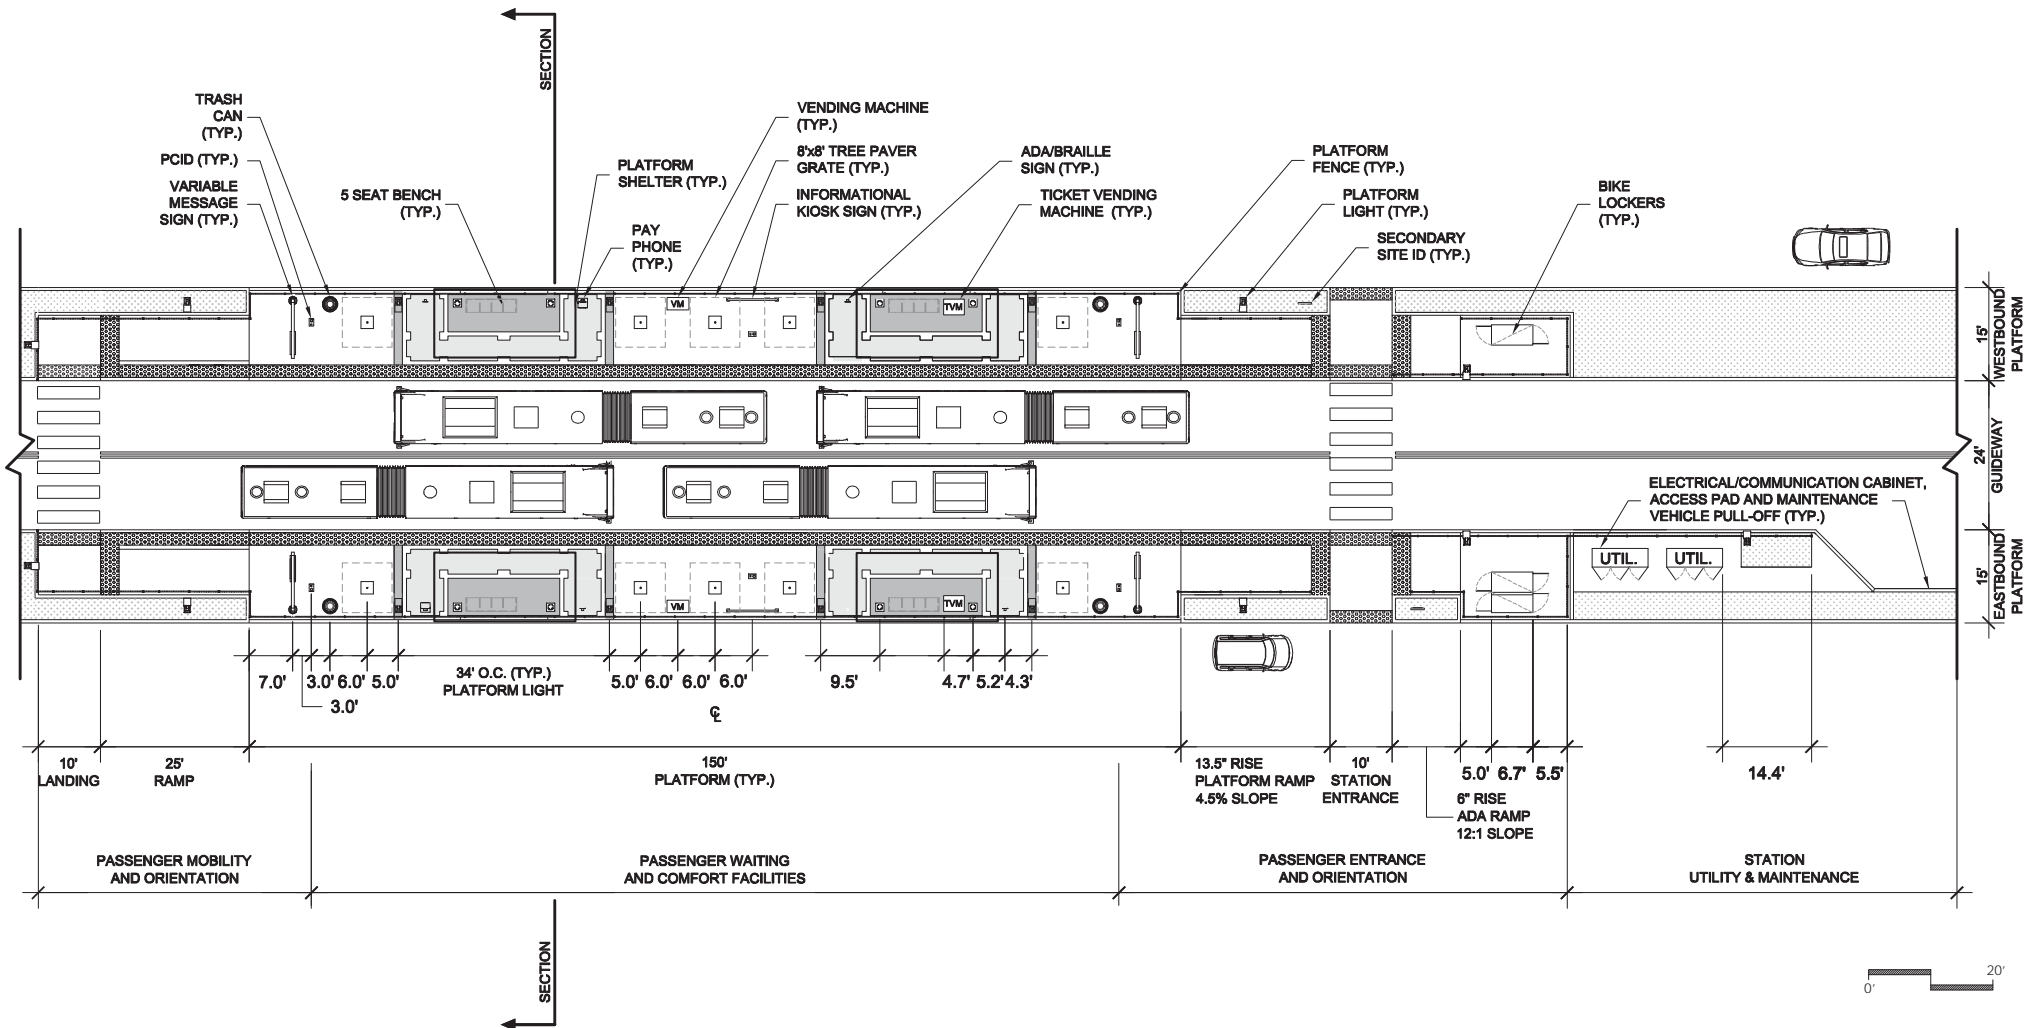 SECTION
TRASH
CAN
(TYP.)
PCID (TYP.)
VARIABLE
MESSAGE
SIGN (TYP.)
5 SEAT BENCH
(TYP.)
PLATFORM
SHELTER (TYP.)
PAY
PHONE
(TYP.)
VENDING MACHINE
(TYP.)
8'x8' TREE PAVER
GRATE (TYP.)
INFORMATIONAL
KIOSK SIGN (TYP.)
ADA/BRAILLE
SIGN (TYP.)
TICKET VENDING
MACHINE (TYP.)
PLATFORM
FENCE (TYP.)
PLATFORM
LIGHT (TYP.)
SECONDARY
SITE ID (TYP.)
BIKE
LOCKERS
(TYP.)
VM
TVM
15'
WESTBOUND
PLATFORM
24'
GUIDEWAY
ELECTRICAL/COMMUNICATION CABINET,
ACCESS PAD AND MAINTENANCE
VEHICLE PULL-OFF (TYP.)
UTIL.
UTIL.
15'
EASTBOUND
PLATFORM
VM
TVM
7.0'
3.0'
6.0'
5.0'
3.0'
34' O.C. (TYP.)
PLATFORM LIGHT
5.0'
6.0'
6.0'
6.0'
℄
9.5'
4.7'
5.2'
4.3'
10'
LANDING
25'
RAMP
150'
PLATFORM (TYP.)
13.5" RISE
PLATFORM RAMP
4.5% SLOPE
10'
STATION
ENTRANCE
5.0'
6.7'
5.5'
6" RISE
ADA RAMP
12:1 SLOPE
14.4'
PASSENGER MOBILITY
AND ORIENTATION
PASSENGER WAITING
AND COMFORT FACILITIES
PASSENGER ENTRANCE
AND ORIENTATION
STATION
UTILITY & MAINTENANCE
SECTION
0'
20'